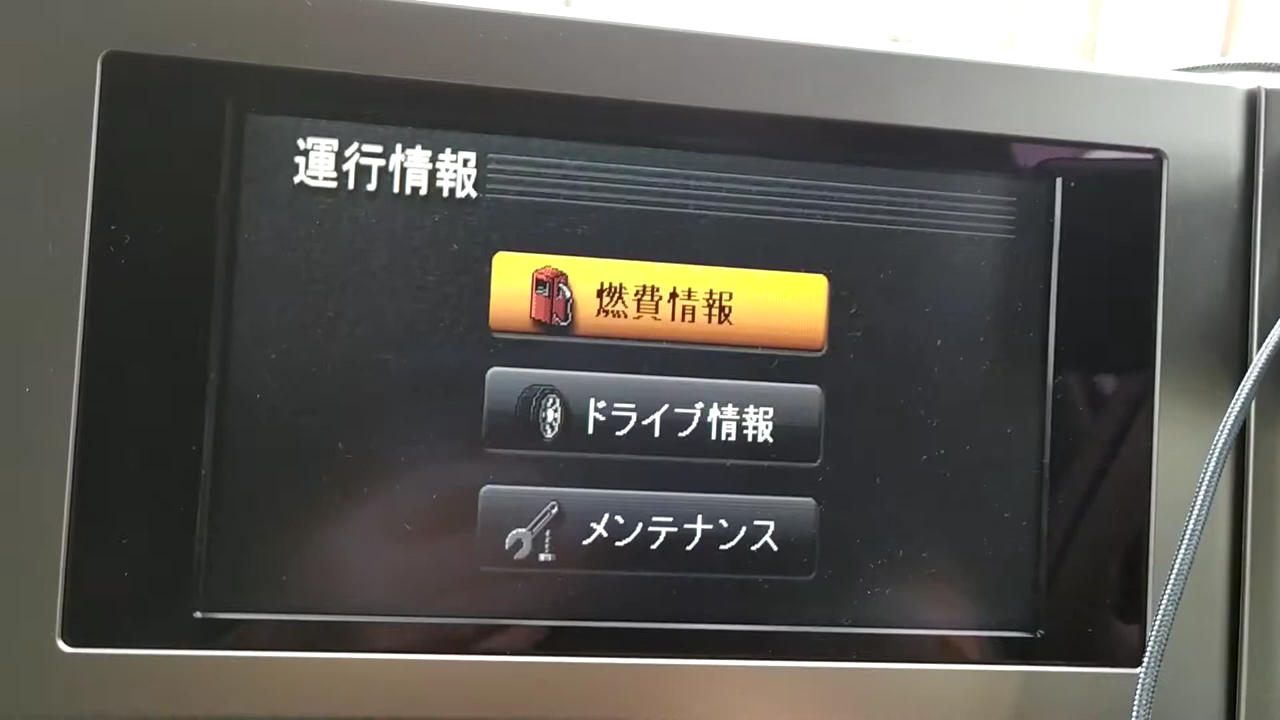 運行情報
燃費情報
ドライブ情報
メンテナンス